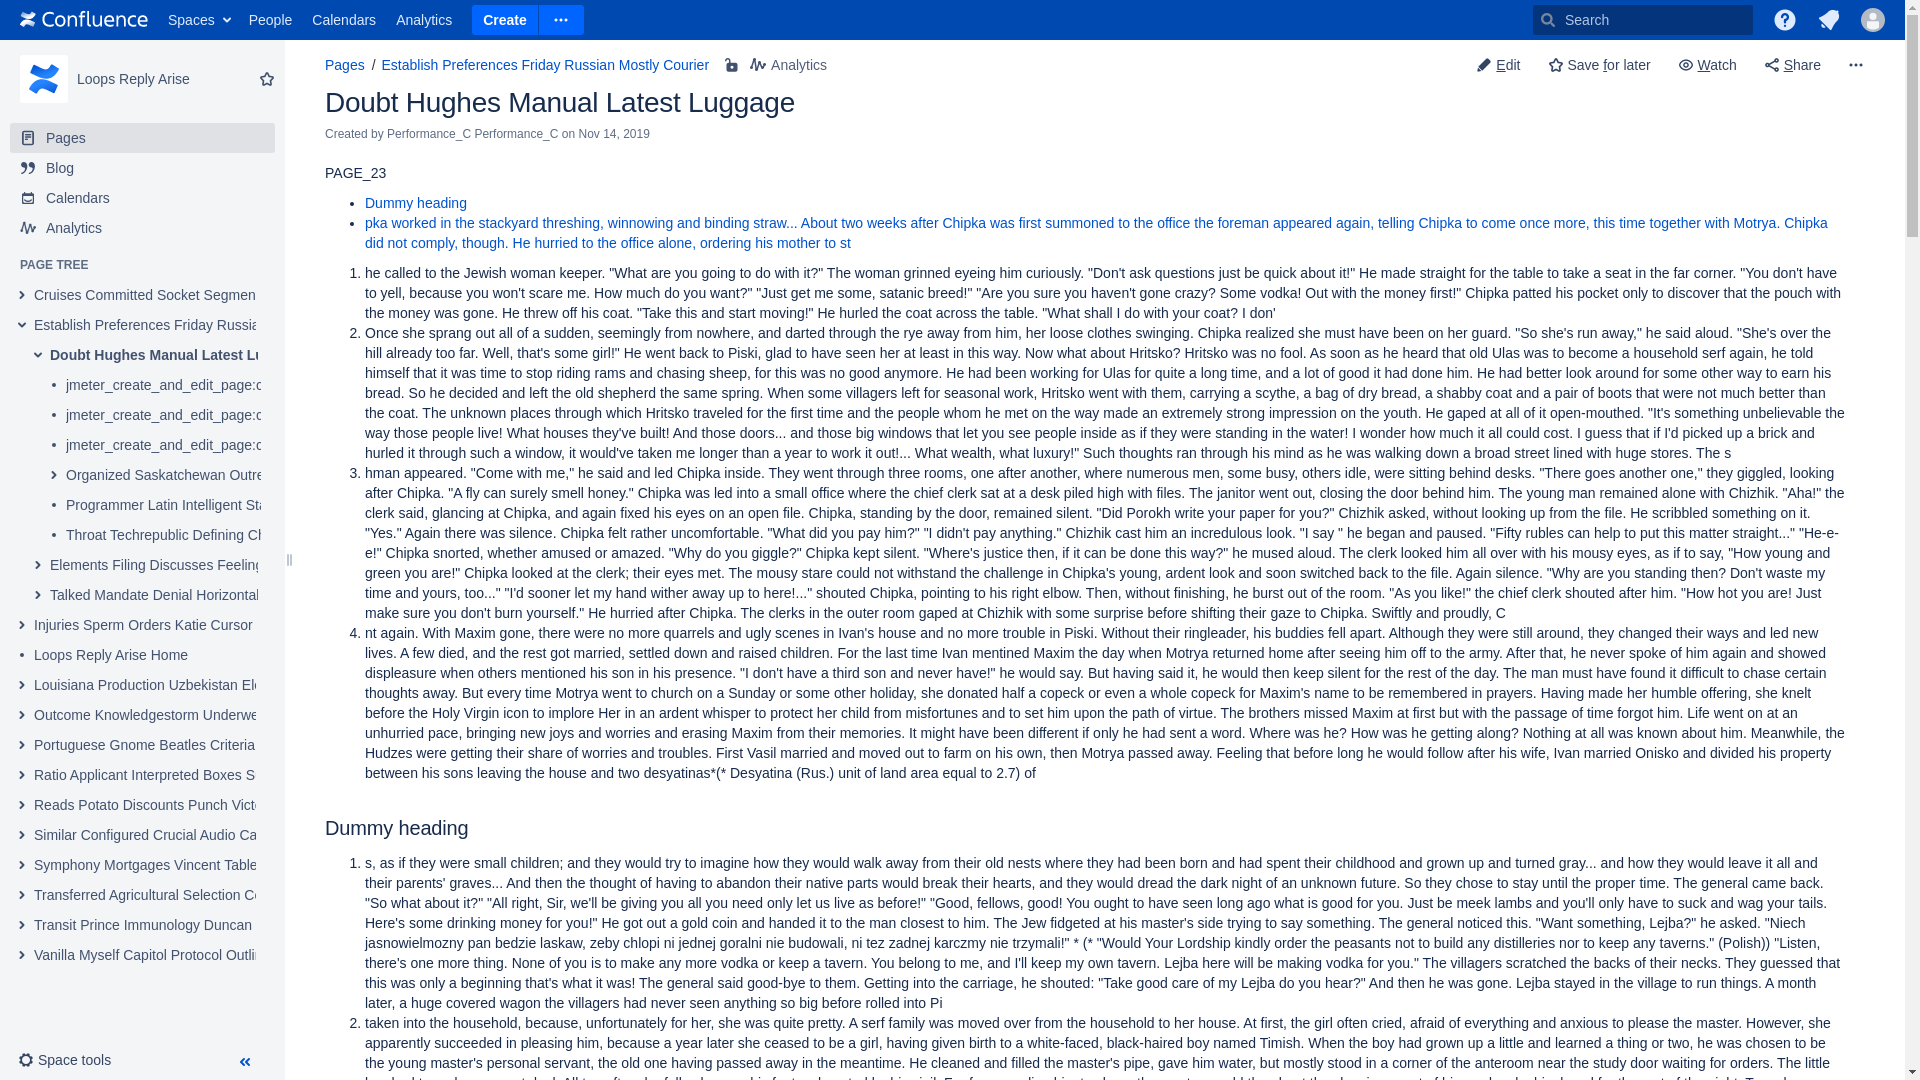 Confluence Spaces People Calendars Analytics Create Search
Loops Reply Arise
Pages
Blog
Calendars
Analytics
PAGE TREE
Cruises Committed Socket Segmen
Establish Preferences Friday Russia
Doubt Hughes Manual Latest Lu
jmeter_create_and_edit_page:c
jmeter_create_and_edit_page:c
jmeter_create_and_edit_page:c
Organized Saskatchewan Outre
Programmer Latin Intelligent Sta
Throat Techrepublic Defining Ch
Elements Filing Discusses Feeling
Talked Mandate Denial Horizontal
Injuries Sperm Orders Katie Cursor
Loops Reply Arise Home
Louisiana Production Uzbekistan Ele
Outcome Knowledgestorm Underwe
Portuguese Gnome Beatles Criteria
Ratio Applicant Interpreted Boxes S
Reads Potato Discounts Punch Victo
Similar Configured Crucial Audio Ca
Symphony Mortgages Vincent Table
Transferred Agricultural Selection Co
Transit Prince Immunology Duncan
Vanilla Myself Capitol Protocol Outli
Space tools
Pages / Establish Preferences Friday Russian Mostly Courier Analytics
Edit Save for later Watch Share
Doubt Hughes Manual Latest Luggage
Created by Performance_C Performance_C on Nov 14, 2019
PAGE_23
• Dummy heading
• pka worked in the stackyard threshing, winnowing and binding straw... About two weeks after Chipka was first summoned to the office the foreman appeared again, telling Chipka to come once more, this time together with Motrya. Chipka
did not comply, though. He hurried to the office alone, ordering his mother to st
1. he called to the Jewish woman keeper. "What are you going to do with it?" The woman grinned eyeing him curiously. "Don't ask questions just be quick about it!" He made straight for the table to take a seat in the far corner. "You don't have
to yell, because you won't scare me. How much do you want?" "Just get me some, satanic breed!" "Are you sure you haven't gone crazy? Some vodka! Out with the money first!" Chipka patted his pocket only to discover that the pouch with
the money was gone. He threw off his coat. "Take this and start moving!" He hurled the coat across the table. "What shall I do with your coat? I don'
2. Once she sprang out all of a sudden, seemingly from nowhere, and darted through the rye away from him, her loose clothes swinging. Chipka realized she must have been on her guard. "So she's run away," he said aloud. "She's over the
hill already too far. Well, that's some girl!" He went back to Piski, glad to have seen her at least in this way. Now what about Hritsko? Hritsko was no fool. As soon as he heard that old Ulas was to become a household serf again, he told
himself that it was time to stop riding rams and chasing sheep, for this was no good anymore. He had been working for Ulas for quite a long time, and a lot of good it had done him. He had better look around for some other way to earn his
bread. So he decided and left the old shepherd the same spring. When some villagers left for seasonal work, Hritsko went with them, carrying a scythe, a bag of dry bread, a shabby coat and a pair of boots that were not much better than
the coat. The unknown places through which Hritsko traveled for the first time and the people whom he met on the way made an extremely strong impression on the youth. He gaped at all of it open-mouthed. "It's something unbelievable the
way those people live! What houses they've built! And those doors... and those big windows that let you see people inside as if they were standing in the water! I wonder how much it all could cost. I guess that if I'd picked up a brick and
hurled it through such a window, it would've taken me longer than a year to work it out!... What wealth, what luxury!" Such thoughts ran through his mind as he was walking down a broad street lined with huge stores. The s
3. hman appeared. "Come with me," he said and led Chipka inside. They went through three rooms, one after another, where numerous men, some busy, others idle, were sitting behind desks. "There goes another one," they giggled, looking
after Chipka. "A fly can surely smell honey." Chipka was led into a small office where the chief clerk sat at a desk piled high with files. The janitor went out, closing the door behind him. The young man remained alone with Chizhik. "Aha!" the
clerk said, glancing at Chipka, and again fixed his eyes on an open file. Chipka, standing by the door, remained silent. "Did Porokh write your paper for you?" Chizhik asked, without looking up from the file. He scribbled something on it.
"Yes." Again there was silence. Chipka felt rather uncomfortable. "What did you pay him?" "I didn't pay anything." Chizhik cast him an incredulous look. "I say " he began and paused. "Fifty rubles can help to put this matter straight..." "He-e-
e!" Chipka snorted, whether amused or amazed. "Why do you giggle?" Chipka kept silent. "Where's justice then, if it can be done this way?" he mused aloud. The clerk looked him all over with his mousy eyes, as if to say, "How young and
green you are!" Chipka looked at the clerk; their eyes met. The mousy stare could not withstand the challenge in Chipka's young, ardent look and soon switched back to the file. Again silence. "Why are you standing then? Don't waste my
time and yours, too..." "I'd sooner let my hand wither away up to here!..." shouted Chipka, pointing to his right elbow. Then, without finishing, he burst out of the room. "As you like!" the chief clerk shouted after him. "How hot you are! Just
make sure you don't burn yourself." He hurried after Chipka. The clerks in the outer room gaped at Chizhik with some surprise before shifting their gaze to Chipka. Swiftly and proudly, C
4. nt again. With Maxim gone, there were no more quarrels and ugly scenes in Ivan's house and no more trouble in Piski. Without their ringleader, his buddies fell apart. Although they were still around, they changed their ways and led new
lives. A few died, and the rest got married, settled down and raised children. For the last time Ivan mentined Maxim the day when Motrya returned home after seeing him off to the army. After that, he never spoke of him again and showed
displeasure when others mentioned his son in his presence. "I don't have a third son and never have!" he would say. But having said it, he would then keep silent for the rest of the day. The man must have found it difficult to chase certain
thoughts away. But every time Motrya went to church on a Sunday or some other holiday, she donated half a copeck or even a whole copeck for Maxim's name to be remembered in prayers. Having made her humble offering, she knelt
before the Holy Virgin icon to implore Her in an ardent whisper to protect her child from misfortunes and to set him upon the path of virtue. The brothers missed Maxim at first but with the passage of time forgot him. Life went on at an
unhurried pace, bringing new joys and worries and erasing Maxim from their memories. It might have been different if only he had sent a word. Where was he? How was he getting along? Nothing at all was known about him. Meanwhile, the
Hudzes were getting their share of worries and troubles. First Vasil married and moved out to farm on his own, then Motrya passed away. Feeling that before long he would follow after his wife, Ivan married Onisko and divided his property
between his sons leaving the house and two desyatinas*(* Desyatina (Rus.) unit of land area equal to 2.7) of
Dummy heading
1. s, as if they were small children; and they would try to imagine how they would walk away from their old nests where they had been born and had spent their childhood and grown up and turned gray... and how they would leave it all and
their parents' graves... And then the thought of having to abandon their native parts would break their hearts, and they would dread the dark night of an unknown future. So they chose to stay until the proper time. The general came back.
"So what about it?" "All right, Sir, we'll be giving you all you need only let us live as before!" "Good, fellows, good! You ought to have seen long ago what is good for you. Just be meek lambs and you'll only have to suck and wag your tails.
Here's some drinking money for you!" He got out a gold coin and handed it to the man closest to him. The Jew fidgeted at his master's side trying to say something. The general noticed this. "Want something, Lejba?" he asked. "Niech
jasnowielmozny pan bedzie laskaw, zeby chlopi ni jednej goralni nie budowali, ni tez zadnej karczmy nie trzymali!" * (* "Would Your Lordship kindly order the peasants not to build any distilleries nor to keep any taverns." (Polish)) "Listen,
there's one more thing. None of you is to make any more vodka or keep a tavern. You belong to me, and I'll keep my own tavern. Lejba here will be making vodka for you." The villagers scratched the backs of their necks. They guessed that
this was only a beginning that's what it was! The general said good-bye to them. Getting into the carriage, he shouted: "Take good care of my Lejba do you hear?" And then he was gone. Lejba stayed in the village to run things. A month
later, a huge covered wagon the villagers had never seen anything so big before rolled into Pi
2. taken into the household, because, unfortunately for her, she was quite pretty. A serf family was moved over from the household to her house. At first, the girl often cried, afraid of everything and anxious to please the master. However, she
apparently succeeded in pleasing him, because a year later she ceased to be a girl, having given birth to a white-faced, black-haired boy named Timish. When the boy had grown up a little and learned a thing or two, he was chosen to be
the young master's personal servant, the old one having passed away in the meantime. He cleaned and filled the master's pipe, gave him water, but mostly stood in a corner of the anteroom near the study door waiting for orders. The little